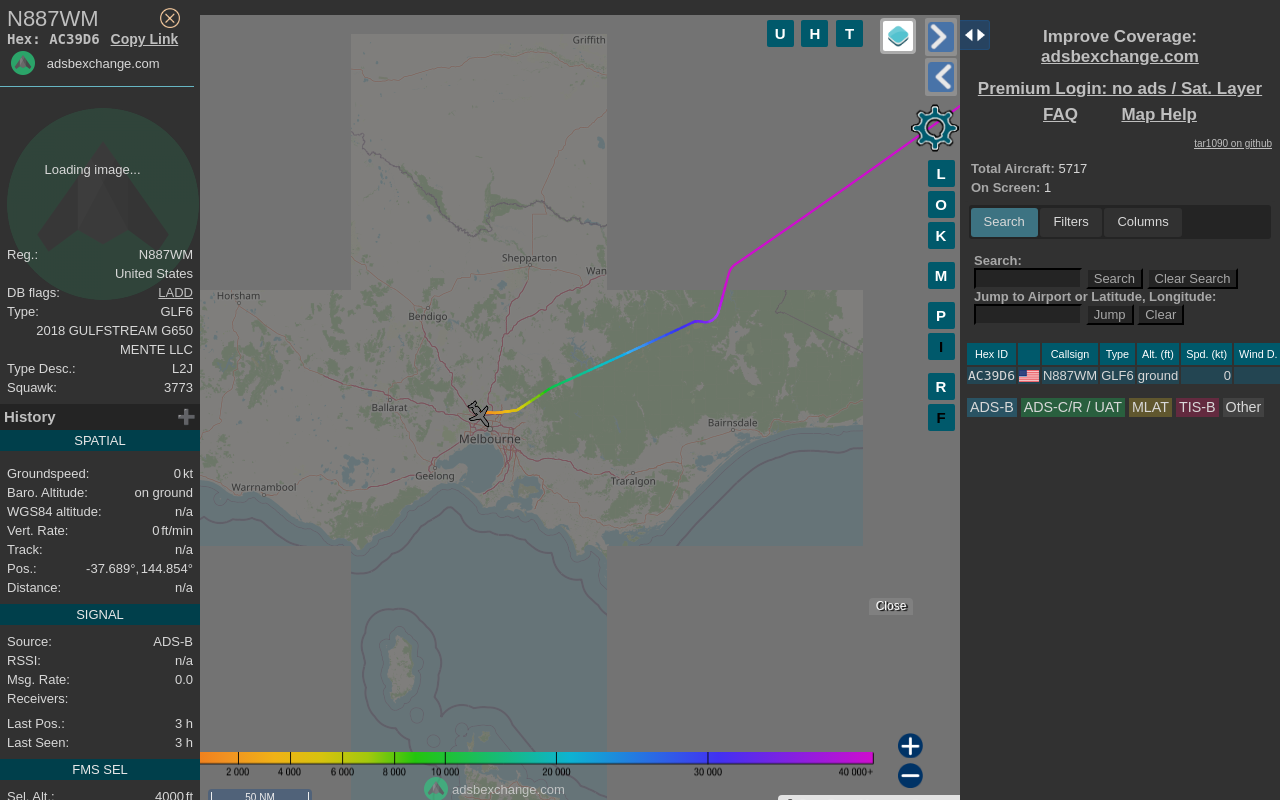 N887WM
Hex: AC39D6 Copy Link
adsbexchange.com
Loading image...
Reg.: N887WM
United States
DB flags: LADD
Type: GLF6
2018 GULFSTREAM G650
MENTE LLC
Type Desc.: L2J
Squawk: 3773
History
SPATIAL
Groundspeed: 0 kt
Baro. Altitude: on ground
WGS84 altitude: n/a
Vert. Rate: 0 ft/min
Track: n/a
Pos.: -37.689°, 144.854°
Distance: n/a
SIGNAL
Source: ADS-B
RSSI: n/a
Msg. Rate: 0.0
Receivers:
Last Pos.: 3 h
Last Seen: 3 h
FMS SEL
Sel. Alt.: 4000 ft
Griffith
U H T
L
O
K
M
P
I
R
F
Shepparton
Wan
Horsham
Bendigo
Ballarat
Melbourne
Bairnsdale
Geelong
Traralgon
Warrnambool
Close
2 000 4 000 6 000 8 000 10 000 20 000 30 000 40 000+
adsbexchange.com
50 NM
Improve Coverage:
adsbexchange.com
Premium Login: no ads / Sat. Layer
FAQ Map Help
tar1090 on github
Total Aircraft: 5717
On Screen: 1
Search Filters Columns
Search:
Search Clear Search
Jump to Airport or Latitude, Longitude:
Jump Clear
Hex ID Callsign Type Alt. (ft) Spd. (kt) Wind D.
AC39D6 N887WM GLF6 ground 0
ADS-B ADS-C/R / UAT MLAT TIS-B Other